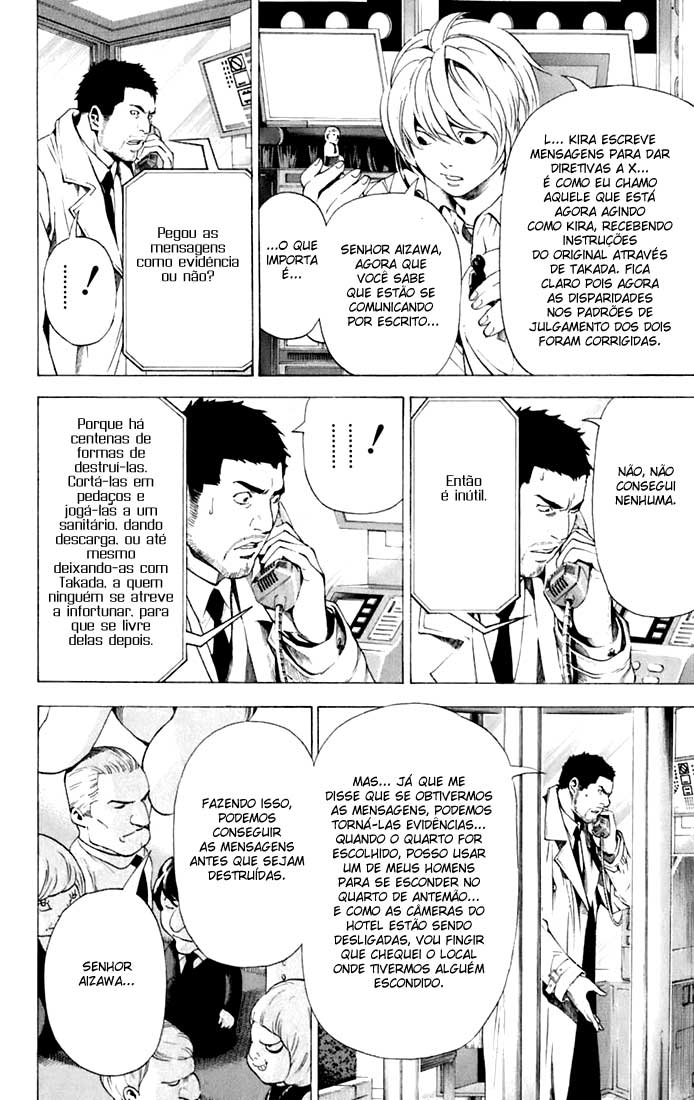 L... KIRA ESCREVE
MENSAGENS PARA DAR
DIRETIVAS A X...
É COMO EU CHAMO
AQUELE QUE ESTÁ
AGORA AGINDO
COMO KIRA, RECEBENDO
INSTRUÇÕES
DO ORIGINAL ATRAVÉS
DE TAKADA. FICA
CLARO POIS AGORA
AS DISPARIDADES
NOS PADRÕES DE
JULGAMENTO DOS DOIS
FORAM CORRIGIDAS.
SENHOR AIZAWA,
AGORA QUE
VOCÊ SABE
QUE ESTÃO SE
COMUNICANDO
POR ESCRITO...
...O QUE
IMPORTA
É...
Pegou as
mensagens
como evidência
ou não?
...!
NÃO, NÃO
CONSEGUI
NENHUMA.
Então
é inútil.
...!
Porque há
centenas de
formas de
destruí-las.
Cortá-las em
pedaços e
jogá-las a um
sanitário, dando
descarga, ou até
mesmo
deixando-as com
Takada, a quem
ninguém se atreve
a infortunar, para
que se livre
delas depois.
MAS... JÁ QUE ME
DISSE QUE SE OBTIVERMOS
AS MENSAGENS, PODEMOS
TORNÁ-LAS EVIDÊNCIAS...
QUANDO O QUARTO FOR
ESCOLHIDO, POSSO USAR
UM DE MEUS HOMENS
PARA SE ESCONDER NO
QUARTO DE ANTEMÃO...
E COMO AS CÂMERAS DO
HOTEL ESTÃO SENDO
DESLIGADAS, VOU FINGIR
QUE CHEQUEI O LOCAL
ONDE TIVERMOS ALGUÉM
ESCONDIDO.
FAZENDO ISSO,
PODEMOS
CONSEGUIR
AS MENSAGENS
ANTES QUE SEJAM
DESTRUÍDAS.
SENHOR
AIZAWA...